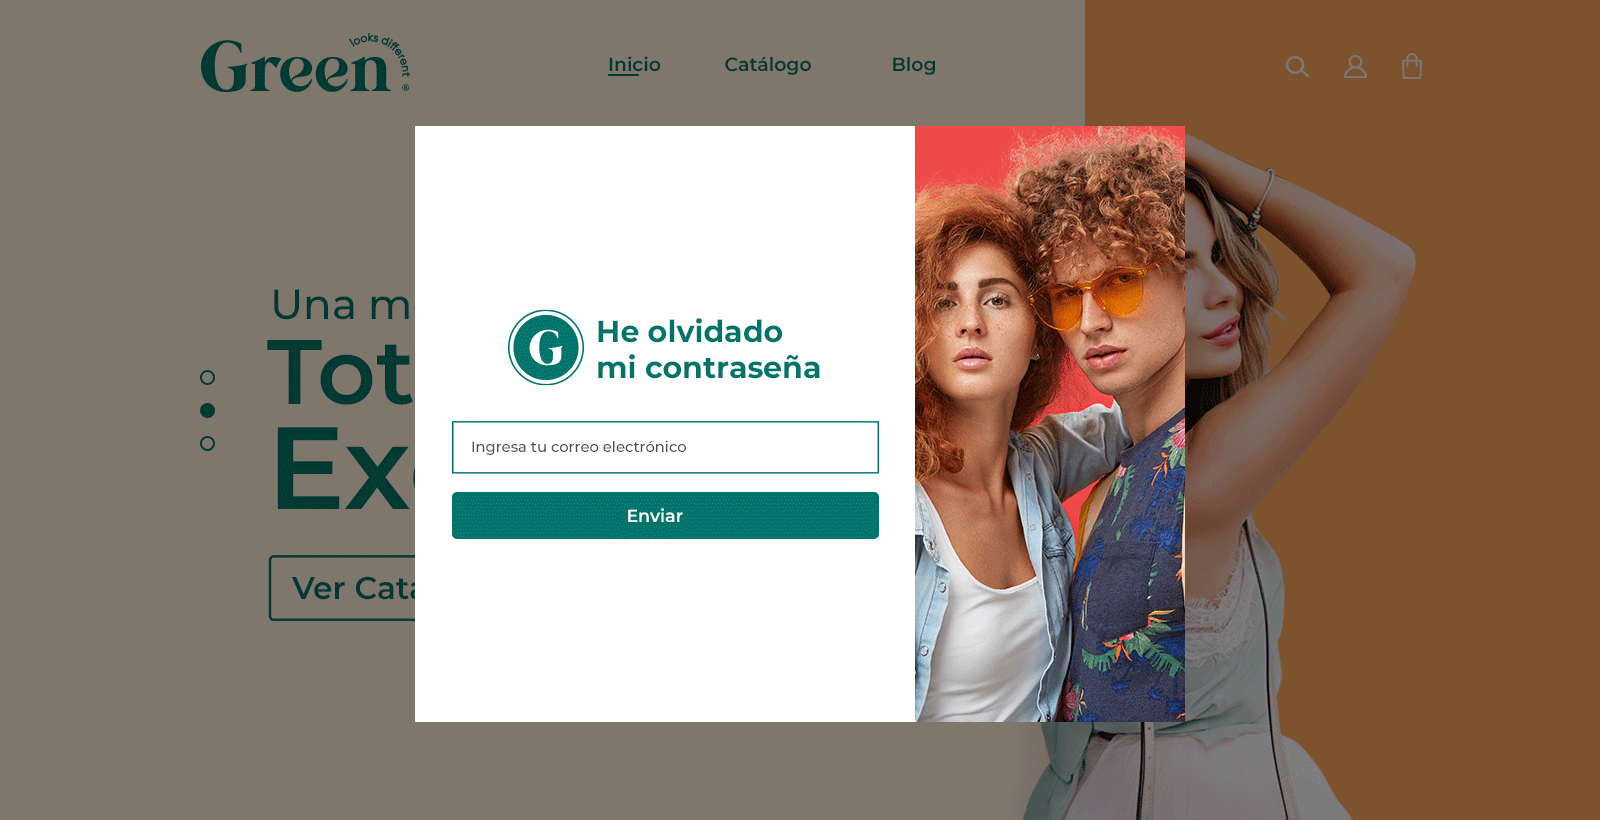 Green
looks different
®
Inicio
Catálogo
Blog
Una m
Tot
Ex
Ver Cata
G
He olvidado
mi contraseña
Ingresa tu correo electrónico
Enviar